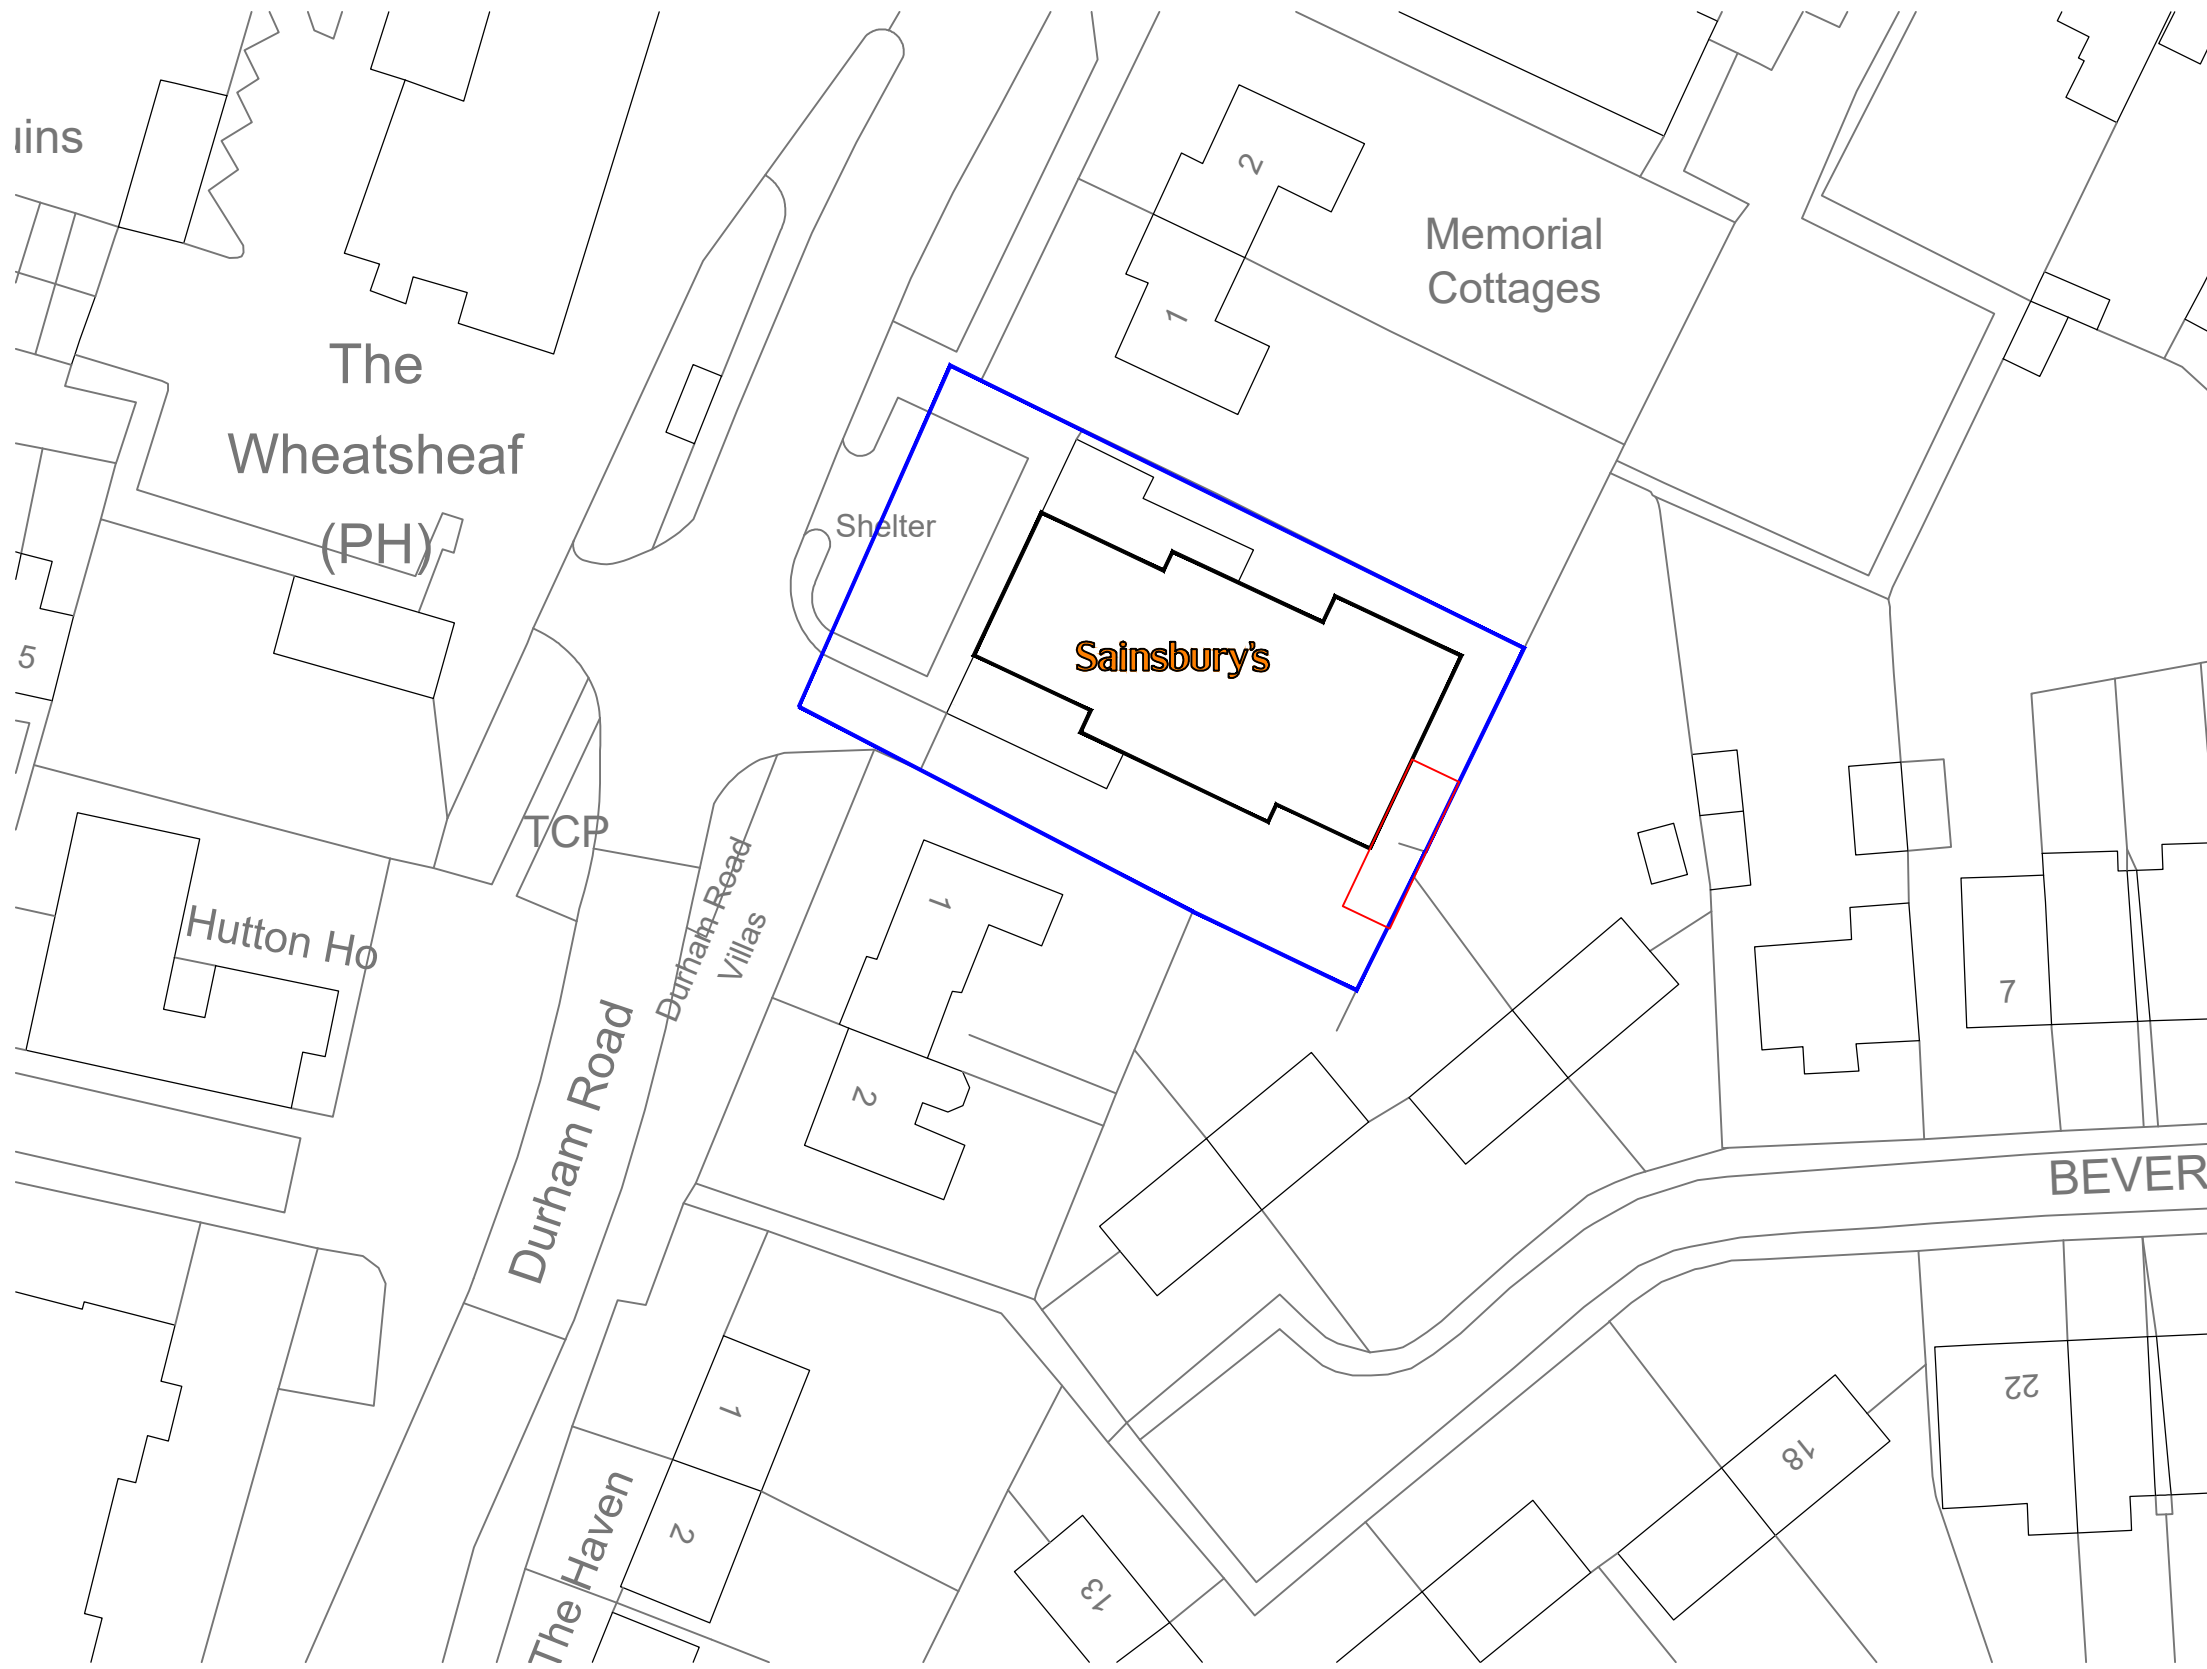 2
Memorial
Cottages
1
The
Wheatsheaf
(PH)
Shelter
Sainsbury's
5
TCP
Hutton Ho
Durham Road
Villas
1
2
Durham Road
7
BEVER
1
2
The Haven
13
18
22